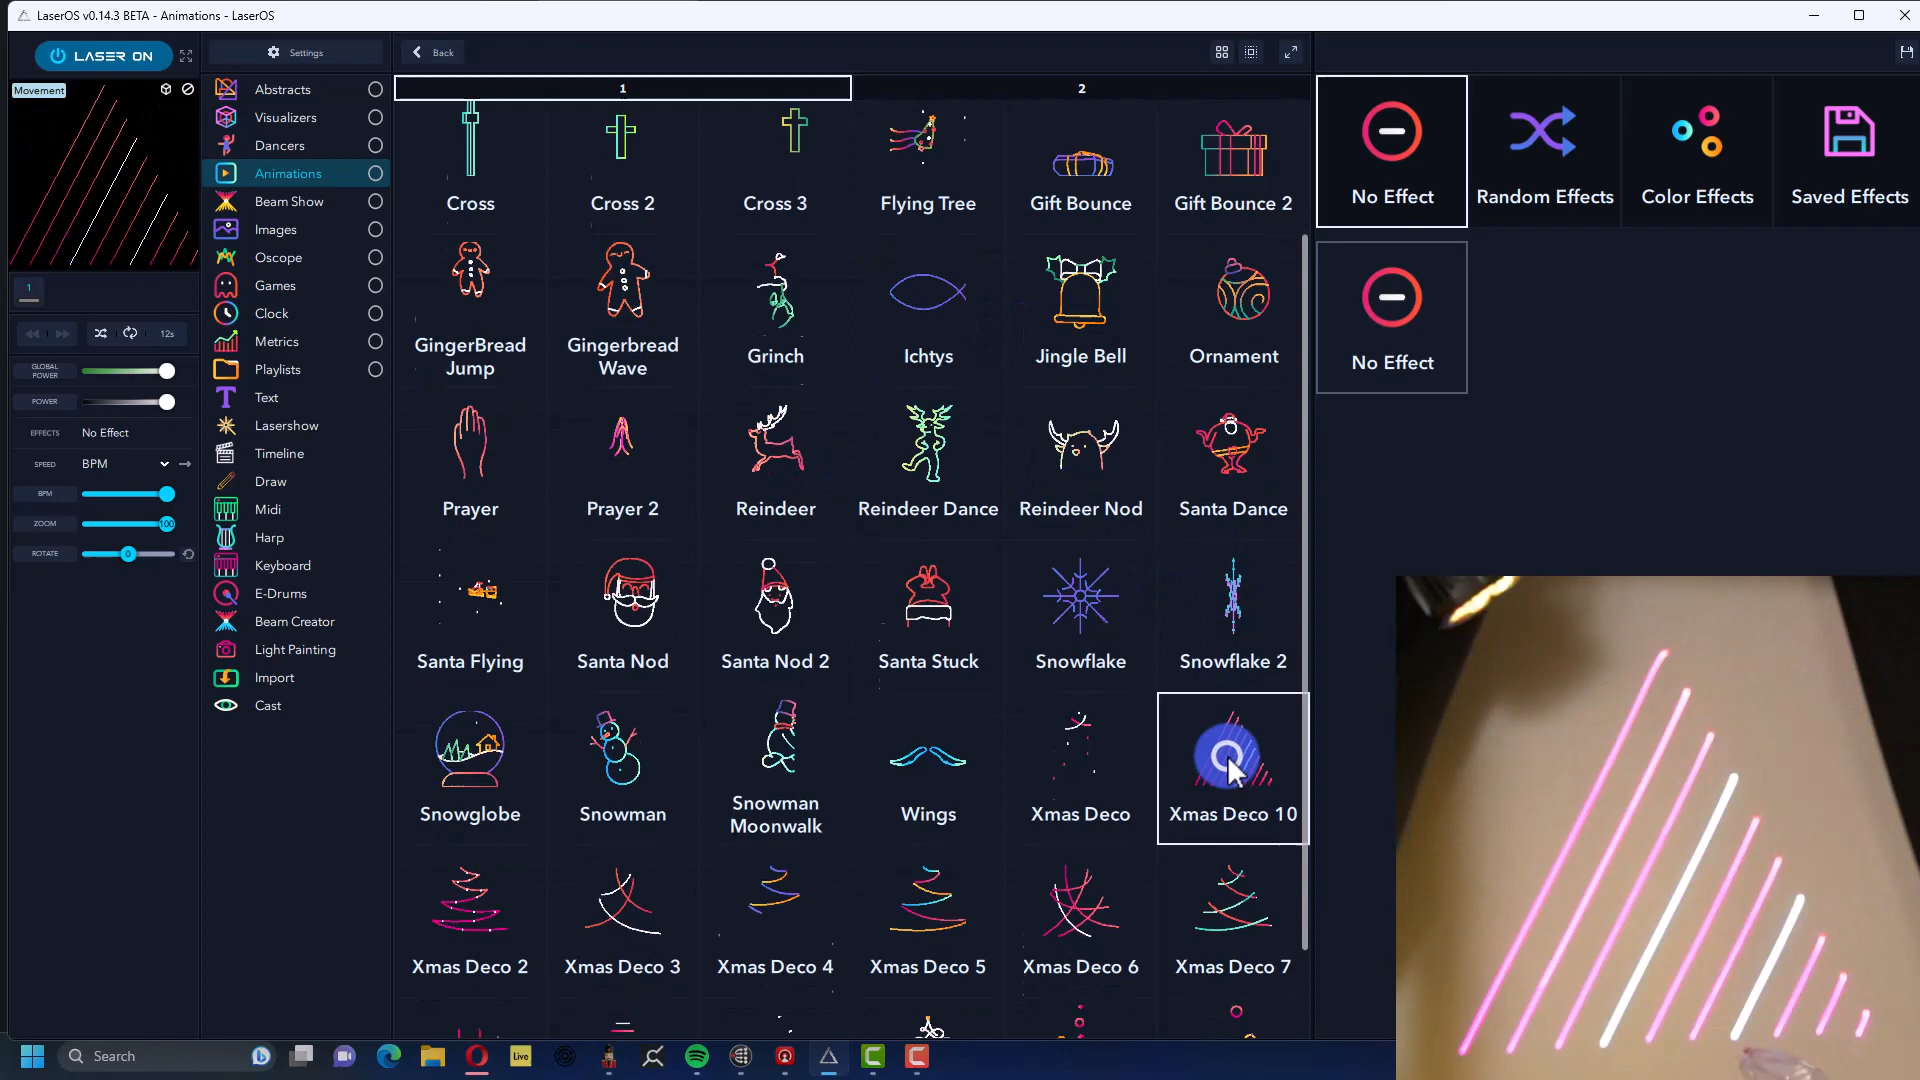 LaserOS v0.14.3 BETA - Animations - LaserOS
LASER ON
Settings
Back
Movement
1
2
1
12s
GLOBAL POWER
POWER
EFFECTS
No Effect
SPEED
BPM
BPM
ZOOM
100
ROTATE
0
Abstracts
Visualizers
Dancers
Animations
Beam Show
Images
Oscope
Games
Clock
Metrics
Playlists
Text
Lasershow
Timeline
Draw
Midi
Harp
Keyboard
E-Drums
Beam Creator
Light Painting
Import
Cast
Cross
Cross 2
Cross 3
Flying Tree
Gift Bounce
Gift Bounce 2
GingerBread Jump
Gingerbread Wave
Grinch
Ichtys
Jingle Bell
Ornament
Prayer
Prayer 2
Reindeer
Reindeer Dance
Reindeer Nod
Santa Dance
Santa Flying
Santa Nod
Santa Nod 2
Santa Stuck
Snowflake
Snowflake 2
Snowglobe
Snowman
Snowman Moonwalk
Wings
Xmas Deco
Xmas Deco 10
Xmas Deco 2
Xmas Deco 3
Xmas Deco 4
Xmas Deco 5
Xmas Deco 6
Xmas Deco 7
No Effect
Random Effects
Color Effects
Saved Effects
No Effect
Search
Live